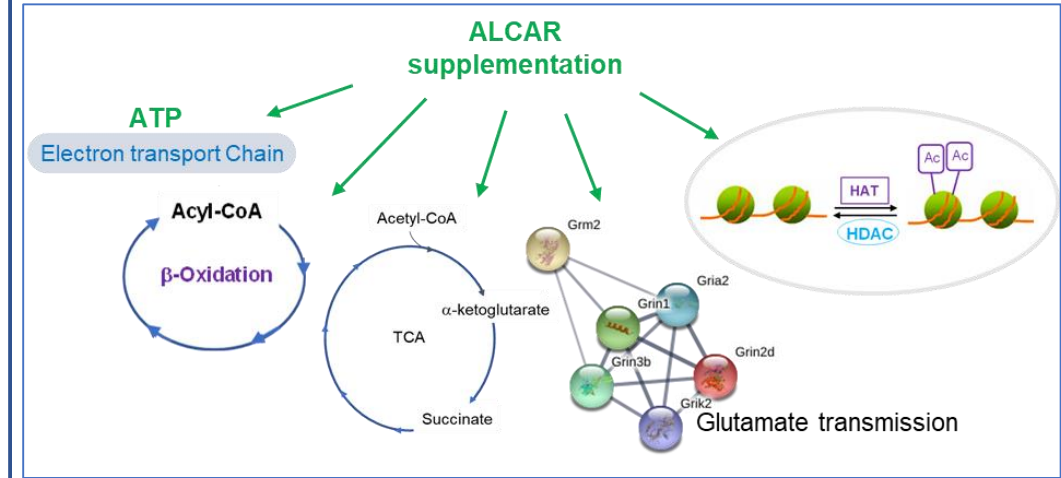 ALCAR
supplementation
ATP
Electron transport Chain
Acyl-CoA
β-Oxidation
Acetyl-CoA
α-ketoglutarate
TCA
Succinate
Grm2
Gria2
Grin1
Grin2d
Grin3b
Grik2
Glutamate transmission
Ac Ac
HAT
HDAC